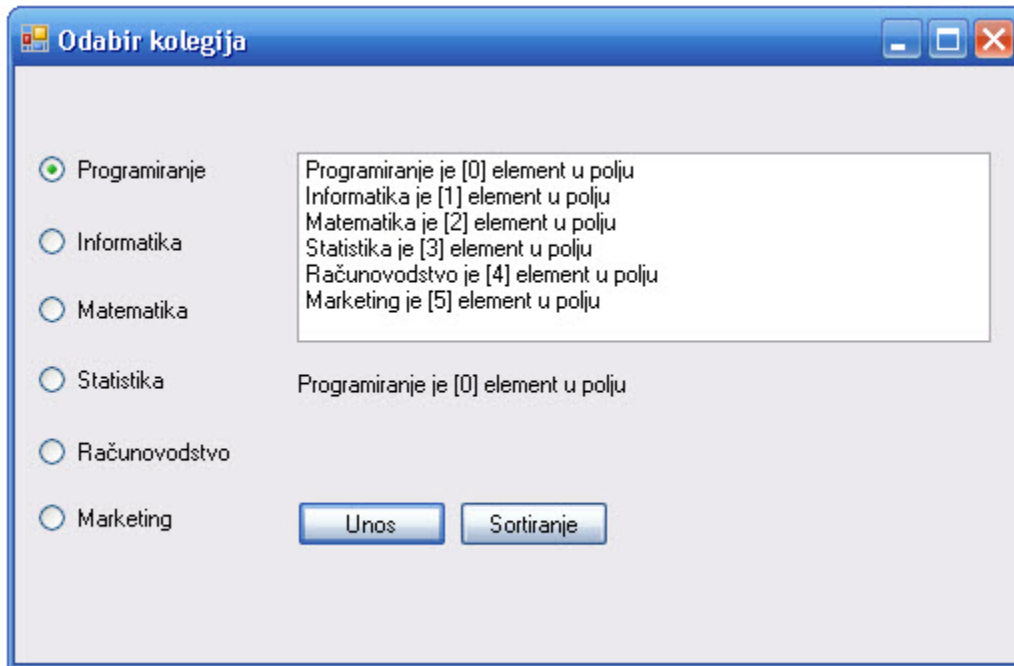 Odabir kolegija
Programiranje
Informatika
Matematika
Statistika
Računovodstvo
Marketing
Programiranje je [0] element u polju
Informatika je [1] element u polju
Matematika je [2] element u polju
Statistika je [3] element u polju
Računovodstvo je [4] element u polju
Marketing je [5] element u polju
Programiranje je [0] element u polju
Unos
Sortiranje